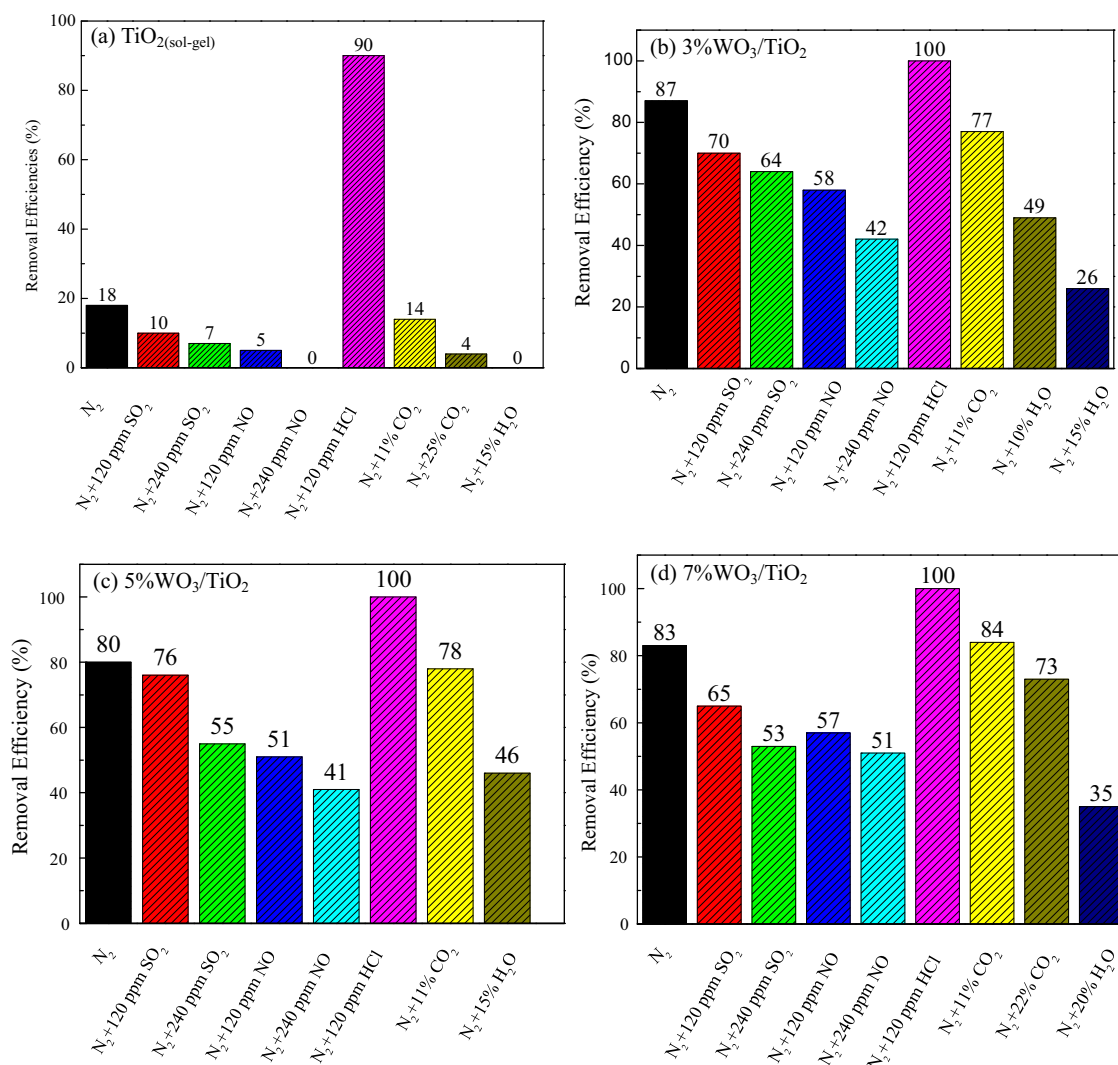 (a) TiO2(sol-gel)
Removal Efficiencies (%)
100
80
60
40
20
0
18
10
7
5
0
90
14
4
0
N2
N2+120 ppm SO2
N2+240 ppm SO2
N2+120 ppm NO
N2+240 ppm NO
N2+120 ppm HCl
N2+11% CO2
N2+25% CO2
N2+15% H2O
(b) 3%WO3/TiO2
Removal Efficiency (%)
100
80
60
40
20
0
87
70
64
58
42
100
77
49
26
N2
N2+120 ppm SO2
N2+240 ppm SO2
N2+120 ppm NO
N2+240 ppm NO
N2+120 ppm HCl
N2+11% CO2
N2+10% H2O
N2+15% H2O
(c) 5%WO3/TiO2
Removal Efficiency (%)
100
80
60
40
20
0
80
76
55
51
41
100
78
46
N2
N2+120 ppm SO2
N2+240 ppm SO2
N2+120 ppm NO
N2+240 ppm NO
N2+120 ppm HCl
N2+11% CO2
N2+15% H2O
(d) 7%WO3/TiO2
Removal Efficiency (%)
100
80
60
40
20
0
83
65
53
57
51
100
84
73
35
N2
N2+120 ppm SO2
N2+240 ppm SO2
N2+120 ppm NO
N2+240 ppm NO
N2+120 ppm HCl
N2+11% CO2
N2+22% CO2
N2+20% H2O